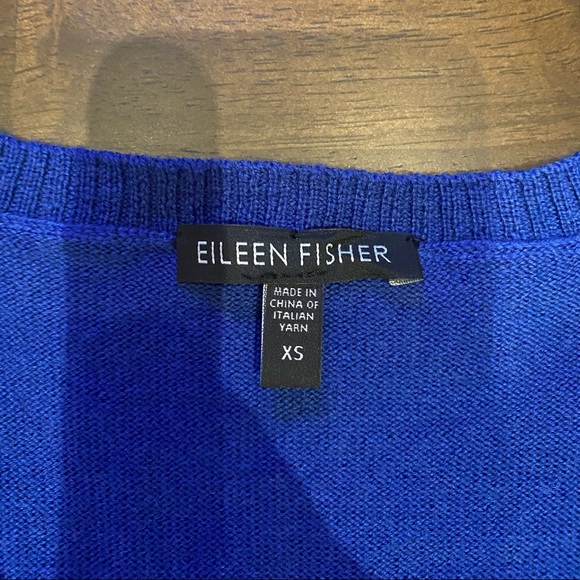 EILEEN FISHER
MADE IN
CHINA OF
ITALIAN
YARN
XS